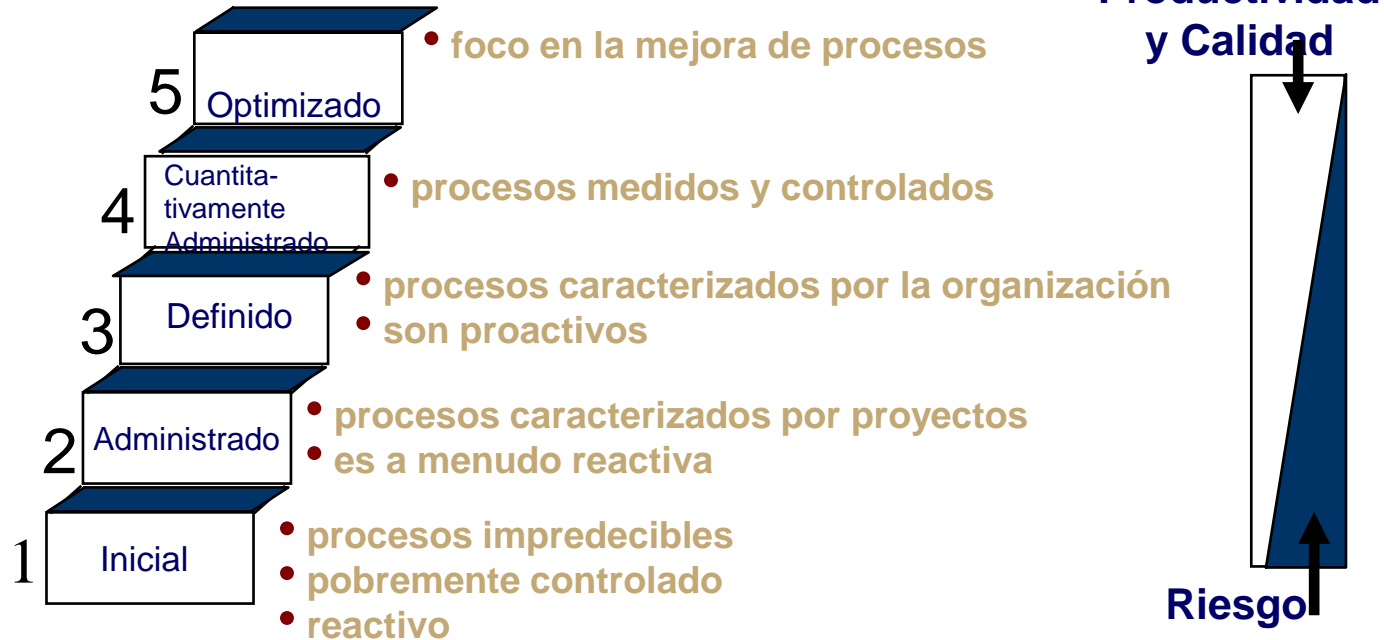 Productividad
y Calidad
5
Optimizado
• foco en la mejora de procesos
4
Cuantita-
tivamente
Administrado
• procesos medidos y controlados
3
Definido
• procesos caracterizados por la organización
• son proactivos
2
Administrado
• procesos caracterizados por proyectos
• es a menudo reactiva
1
Inicial
• procesos impredecibles
• pobremente controlado
• reactivo
Riesgo